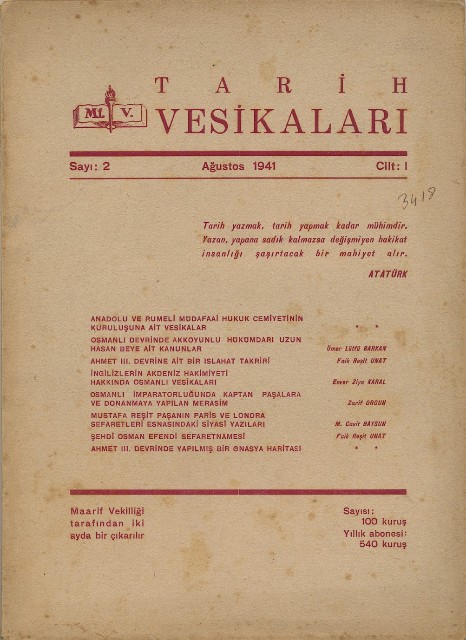 TARİH
Mf. V.
VESİKALARI
Sayı: 2 Ağustos 1941 Cilt: I
3418
Tarih yazmak, tarih yapmak kadar mühimdir.
Yazan, yapana sadık kalmazsa değişmiyen hakikat
insanlığı şaşırtacak bir mahiyet alır.
ATATÜRK
ANADOLU VE RUMELİ MÜDAFAAİ HUKUK CEMİYETİNİN
KURULUŞUNA AİT VESİKALAR * *
OSMANLI DEVRİNDE AKKOYUNLU HÜKÜMDARI UZUN
HASAN BEYE AİT KANUNLAR Ömer Lûtfü BARKAN
AHMET III. DEVRİNE AİT BİR ISLAHAT TAKRİRİ Faik Reşit UNAT
İNGİLİZLERİN AKDENİZ HAKİMİYETİ
HAKKINDA OSMANLI VESİKALARI Enver Ziya KARAL
OSMANLI İMPARATORLUĞUNDA KAPTAN PAŞALARA
VE DONANMAYA YAPILAN MERASİM Zarif ORGUN
MUSTAFA REŞİT PAŞANIN PARİS VE LONDRA
SEFARETLERİ ESNASINDAKİ SİYASİ YAZILARI M. Cavit BAYSUN
ŞEHDİ OSMAN EFENDİ SEFARETNAMESİ Faik Reşit UNAT
AHMET III. DEVRİNDE YAPILMIŞ BİR ÖNASYA HARİTASI * *
Maarif Vekilliği
tarafından iki
ayda bir çıkarılır
Sayısı:
100 kuruş
Yıllık abonesi:
540 kuruş